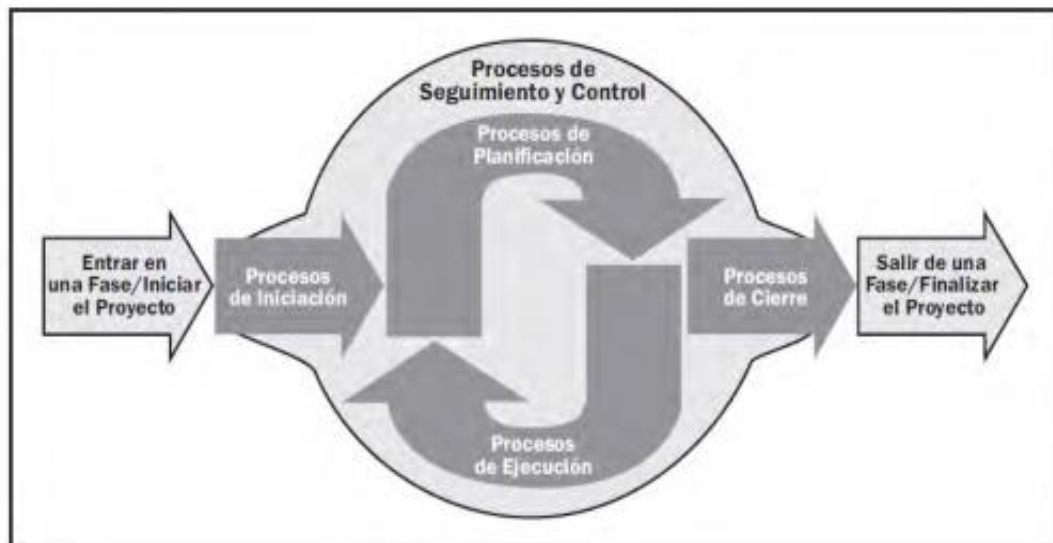 Procesos de
Seguimiento y Control
Procesos de
Planificación
Entrar en
una Fase/Iniciar
el Proyecto
Procesos
de Iniciación
Procesos
de Cierre
Salir de una
Fase/Finalizar
el Proyecto
Procesos
de Ejecución